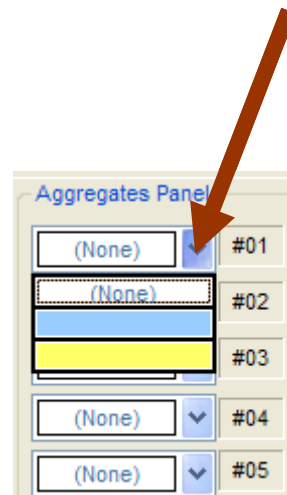 Aggregates Panel
(None) #01
(None) #02
#03
(None) #04
(None) #05